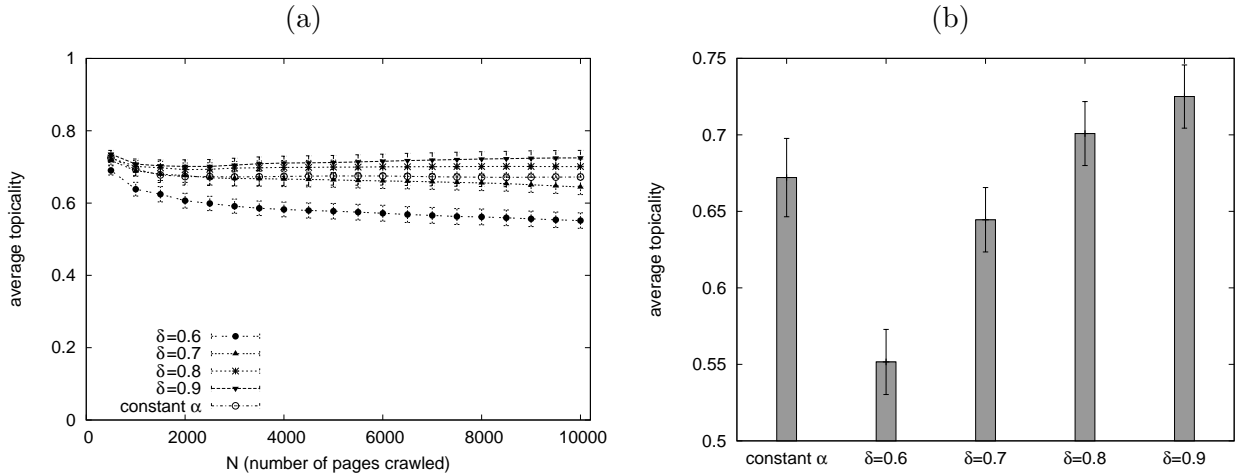 (a)
1
0.8
0.6
0.4
0.2
0
average topicality
δ=0.6
δ=0.7
δ=0.8
δ=0.9
constant α
0 2000 4000 6000 8000 10000
N (number of pages crawled)
(b)
0.75
0.7
0.65
0.6
0.55
0.5
average topicality
constant α δ=0.6 δ=0.7 δ=0.8 δ=0.9